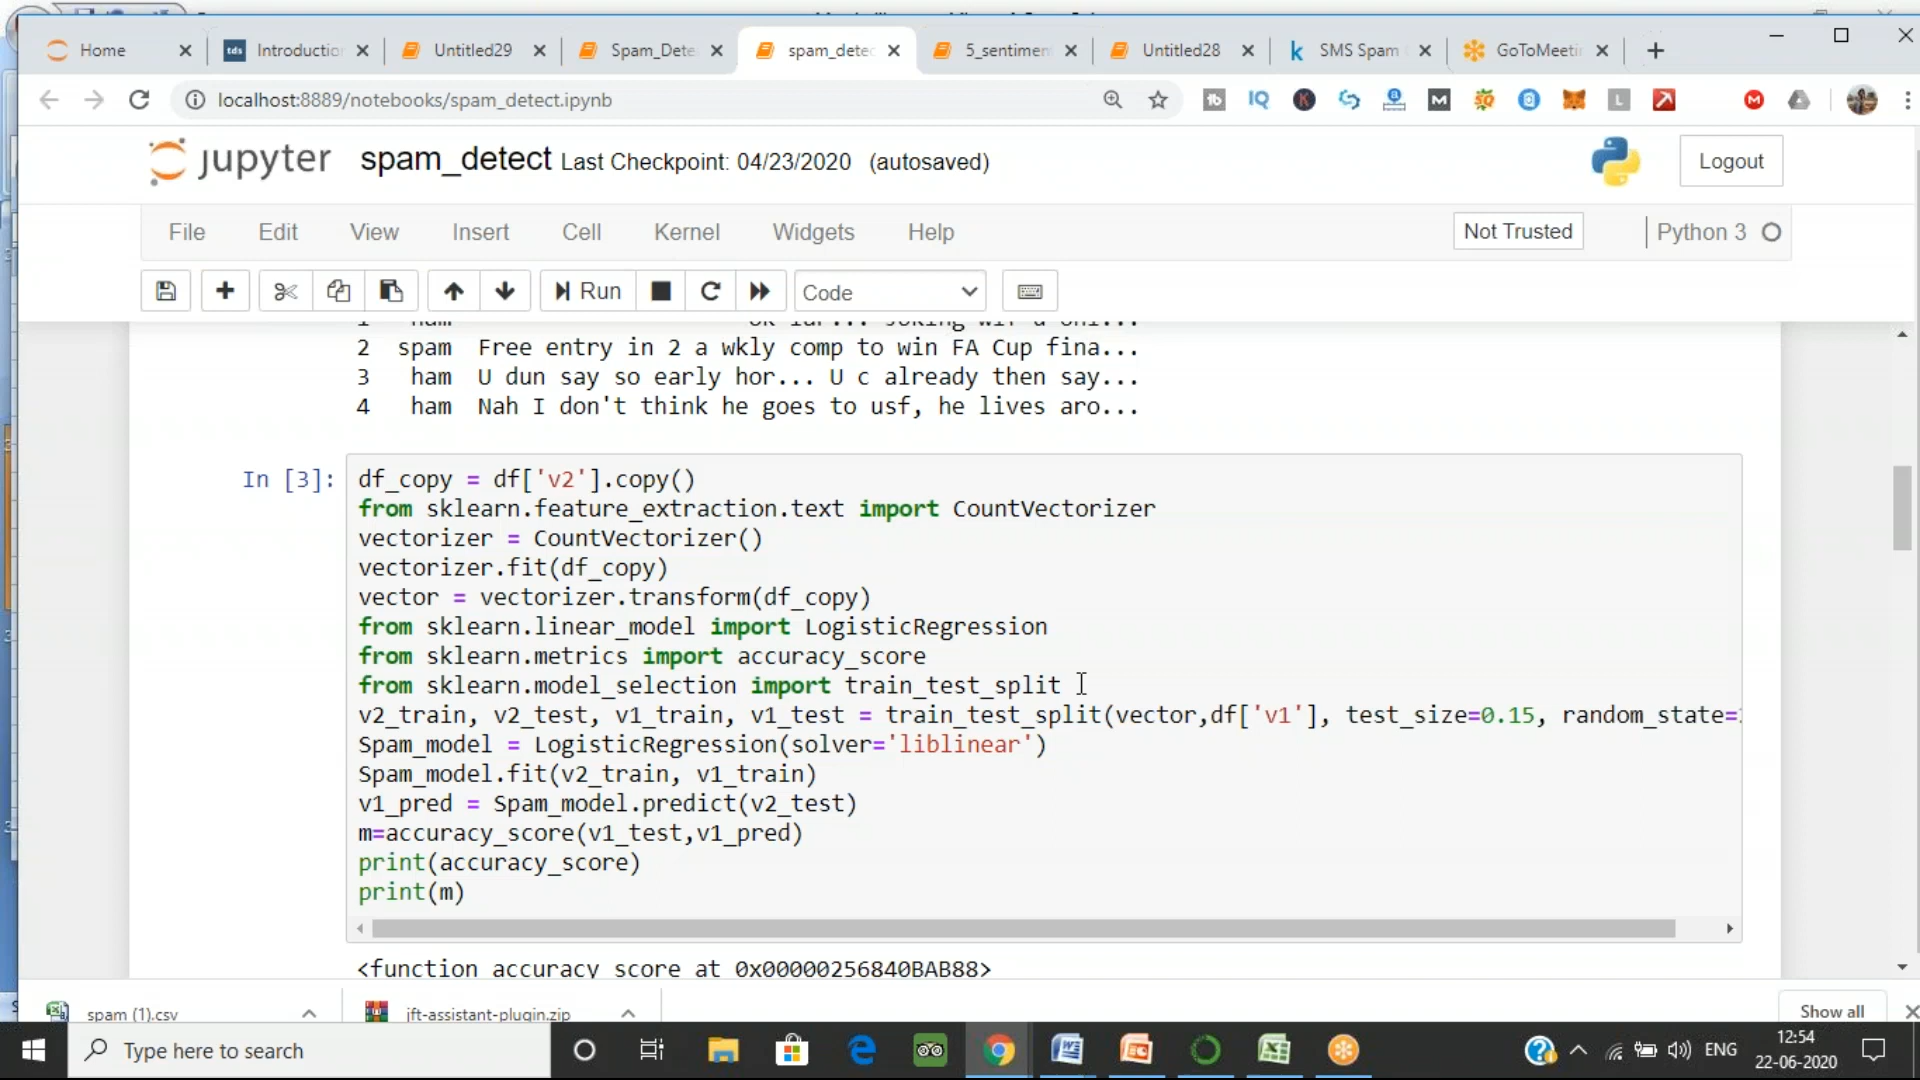 Home
Introduction
Untitled29
Spam_Dete
spam_detec
5_sentimen
Untitled28
SMS Spam
GoToMeetin
localhost:8889/notebooks/spam_detect.ipynb
jupyter spam_detect Last Checkpoint: 04/23/2020 (autosaved)
Logout
File Edit View Insert Cell Kernel Widgets Help
Not Trusted
Python 3
Run
Code
2 spam Free entry in 2 a wkly comp to win FA Cup fina...
3 ham U dun say so early hor... U c already then say...
4 ham Nah I don't think he goes to usf, he lives aro...
In [3]:
df_copy = df['v2'].copy()
from sklearn.feature_extraction.text import CountVectorizer
vectorizer = CountVectorizer()
vectorizer.fit(df_copy)
vector = vectorizer.transform(df_copy)
from sklearn.linear_model import LogisticRegression
from sklearn.metrics import accuracy_score
from sklearn.model_selection import train_test_split
v2_train, v2_test, v1_train, v1_test = train_test_split(vector,df['v1'], test_size=0.15, random_state=
Spam_model = LogisticRegression(solver='liblinear')
Spam_model.fit(v2_train, v1_train)
v1_pred = Spam_model.predict(v2_test)
m=accuracy_score(v1_test,v1_pred)
print(accuracy_score)
print(m)
<function accuracy_score at 0x00000256840BAB88>
spam (1).csv
jft-assistant-plugin.zip
Show all
Type here to search
ENG
12:54
22-06-2020